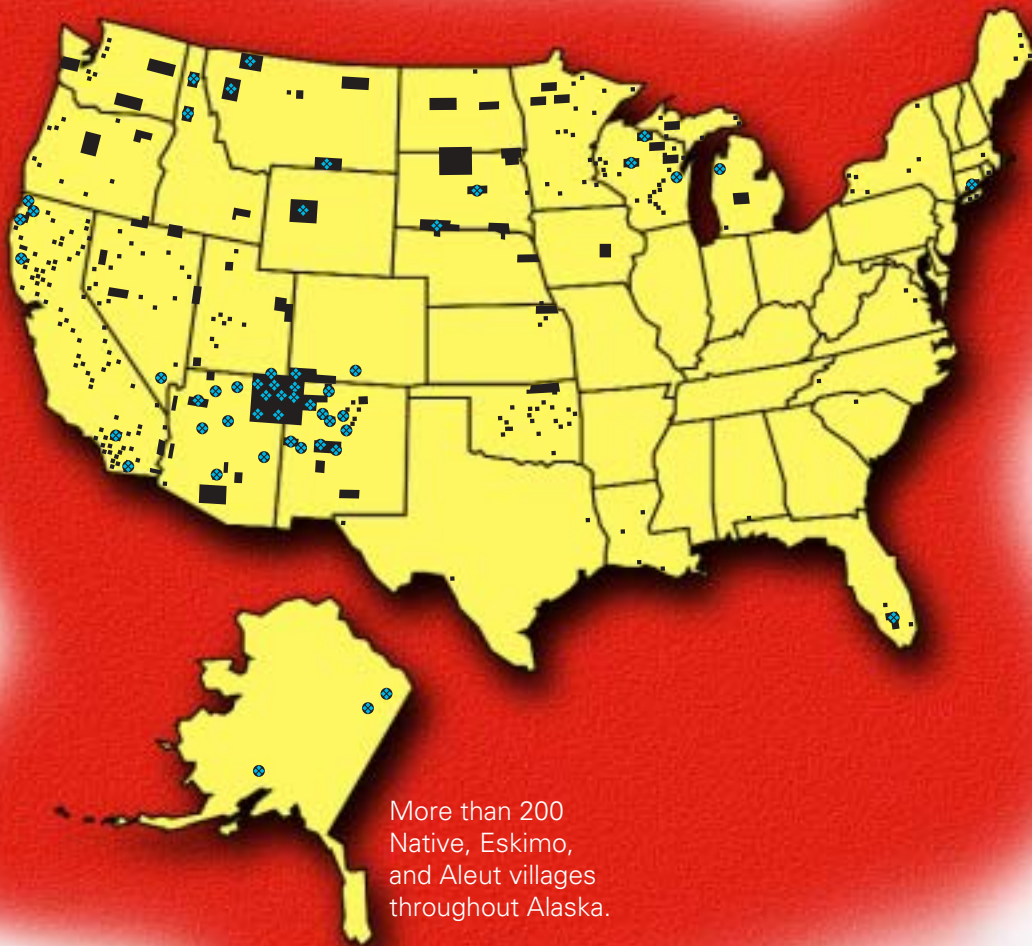 More than 200
Native, Eskimo,
and Aleut villages
throughout Alaska.